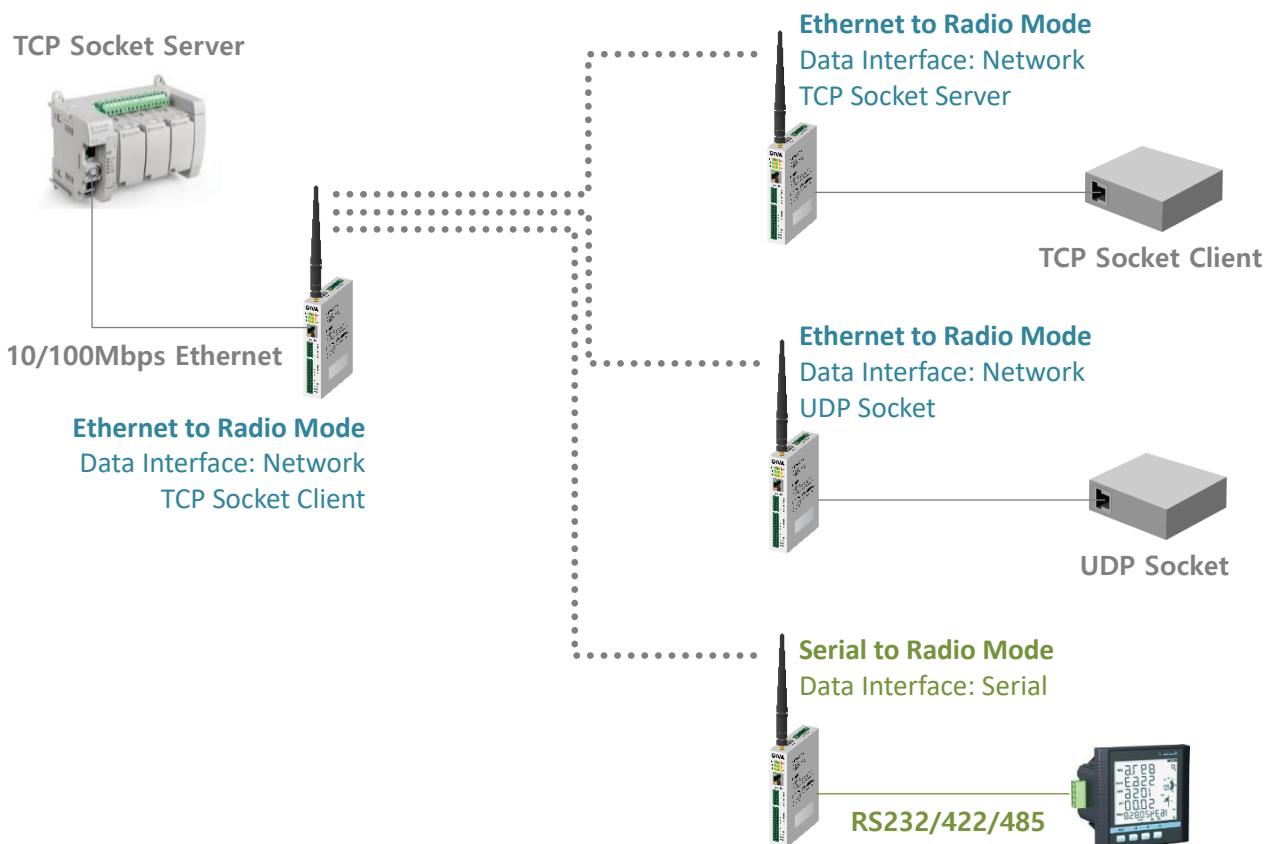 TCP Socket Server
10/100Mbps Ethernet
Ethernet to Radio Mode
Data Interface: Network
TCP Socket Client
Ethernet to Radio Mode
Data Interface: Network
TCP Socket Server
TCP Socket Client
Ethernet to Radio Mode
Data Interface: Network
UDP Socket
UDP Socket
Serial to Radio Mode
Data Interface: Serial
RS232/422/485